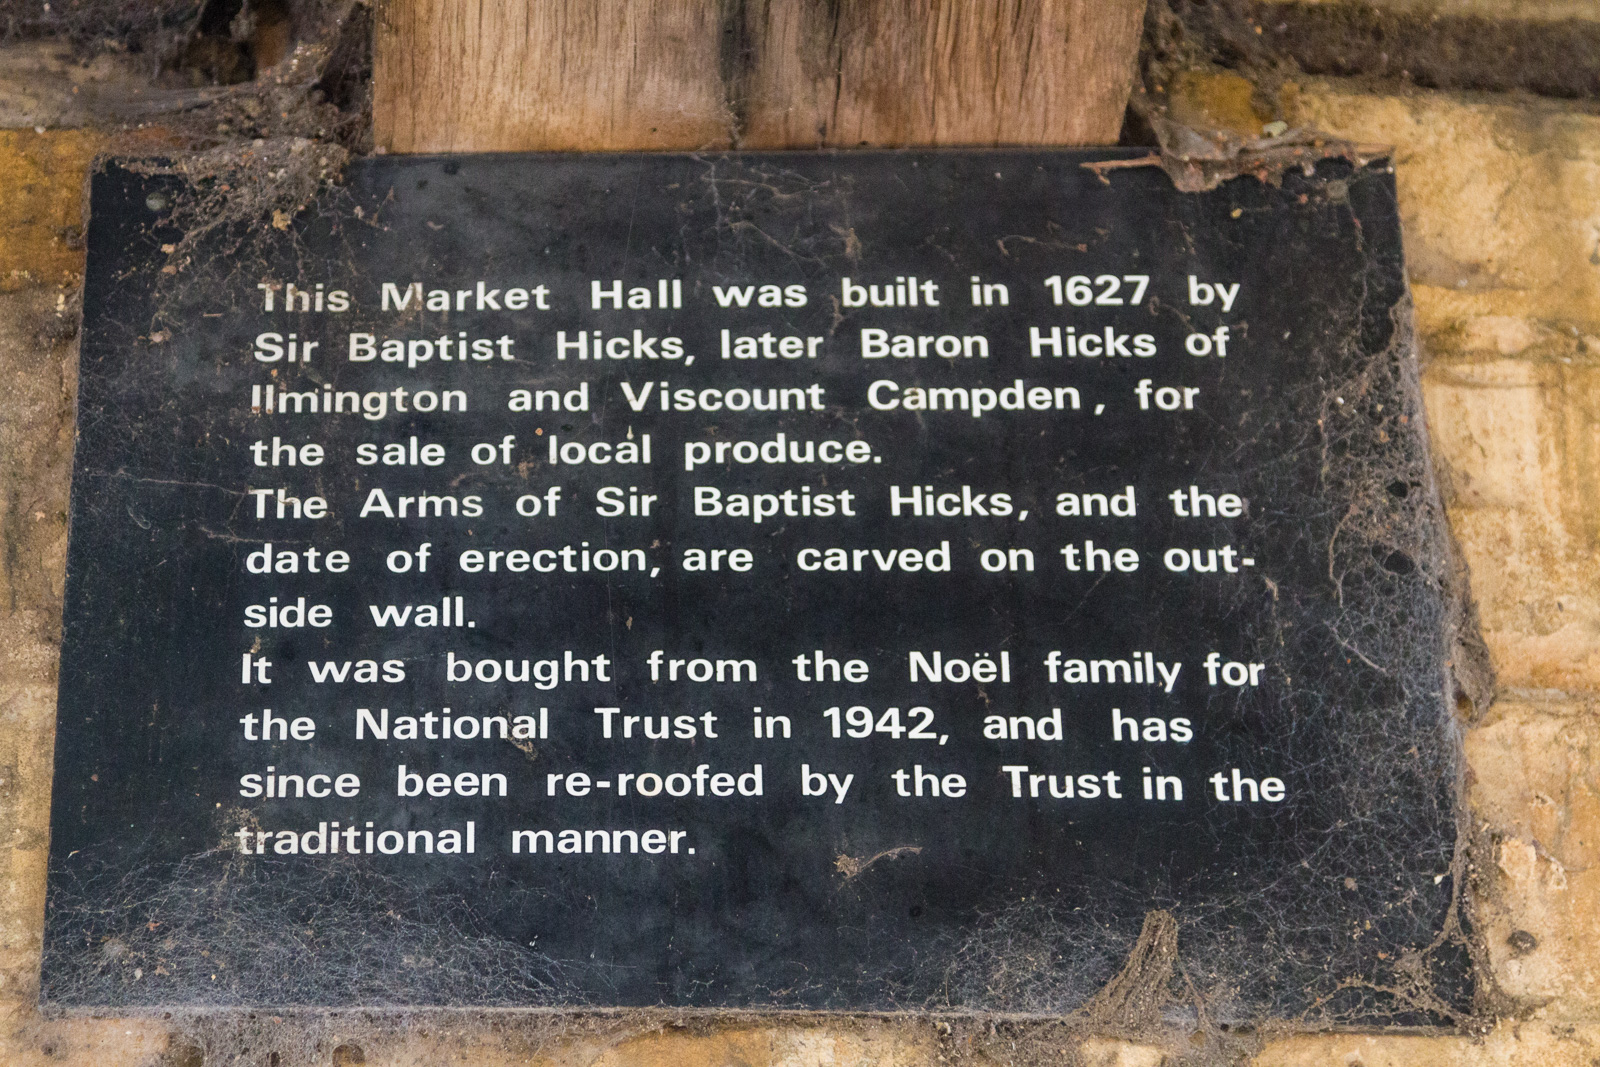 This Market Hall was built in 1627 by
Sir Baptist Hicks, later Baron Hicks of
Ilmington and Viscount Campden, for
the sale of local produce.
The Arms of Sir Baptist Hicks, and the
date of erection, are carved on the out-
side wall.
It was bought from the Noël family for
the National Trust in 1942, and has
since been re-roofed by the Trust in the
traditional manner.